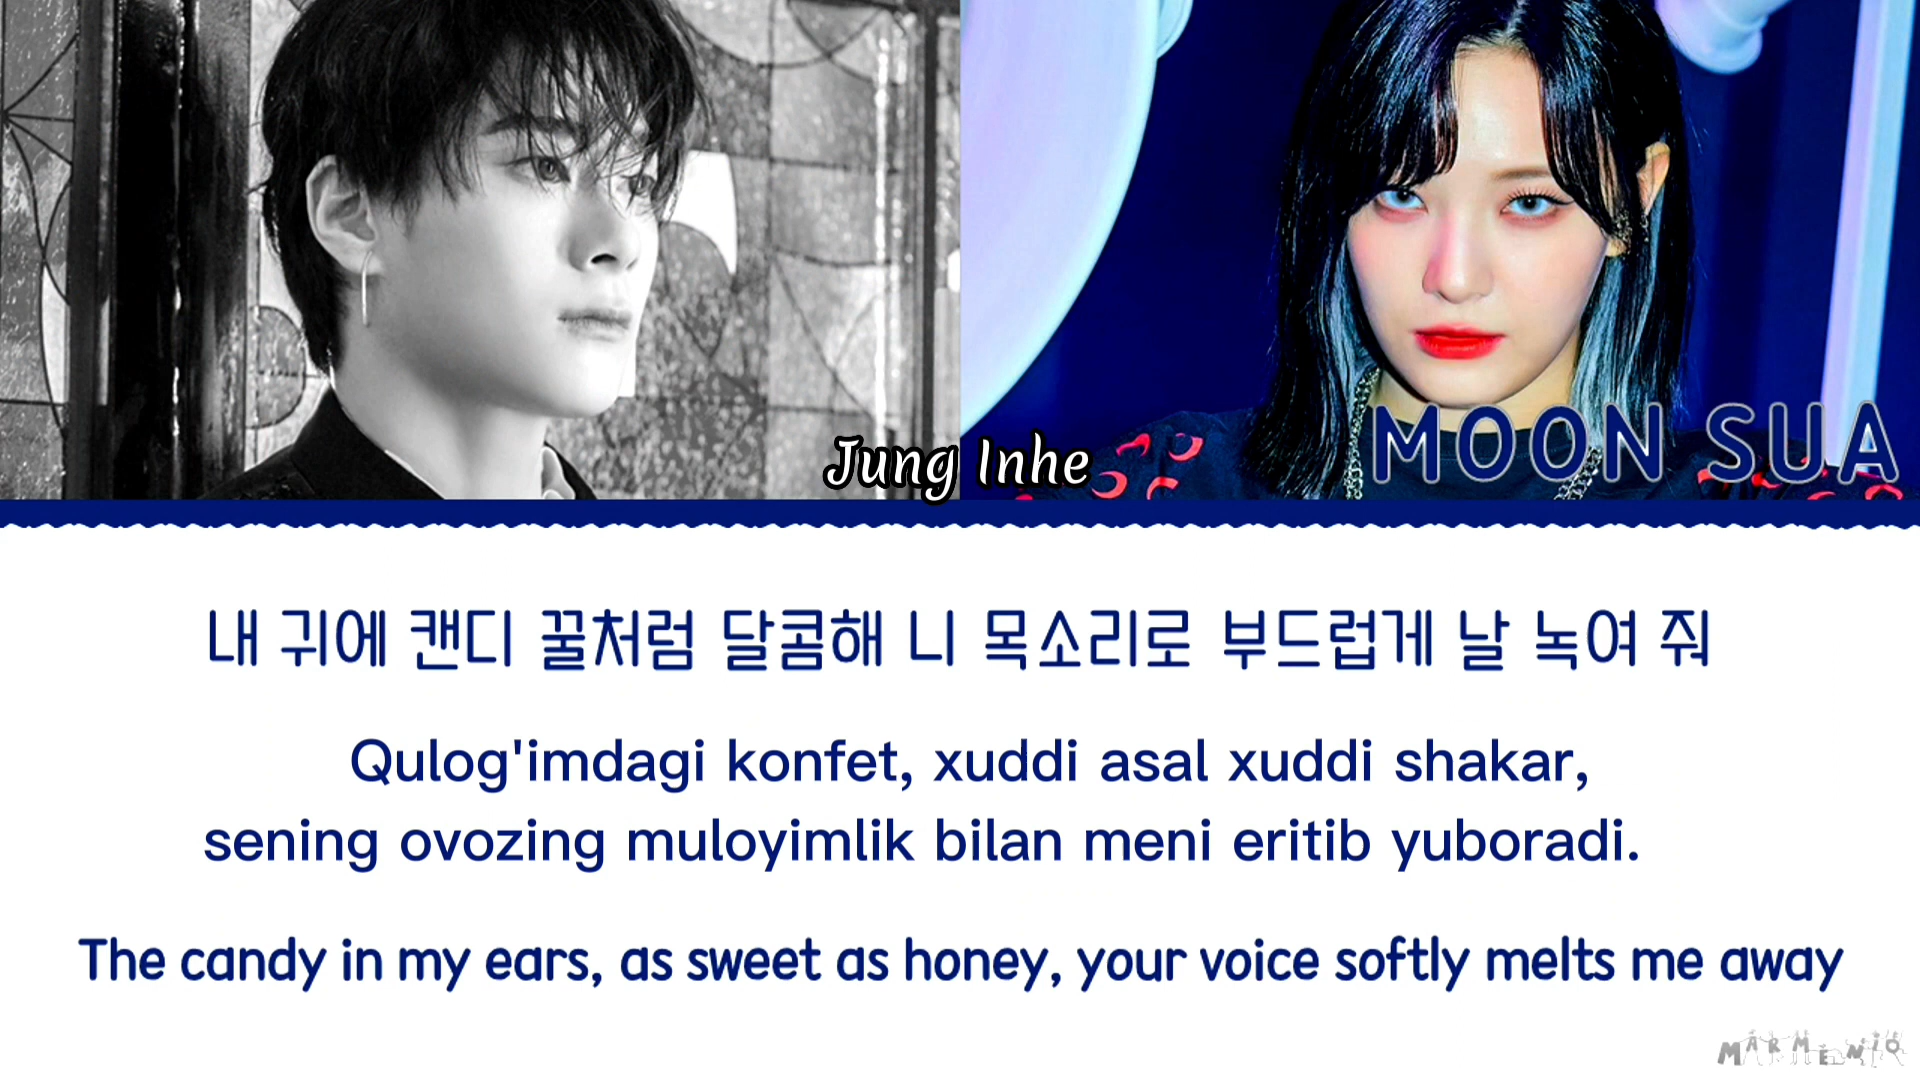 Jung Inhe
MOON SUA
내 귀에 캔디 꿀처럼 달콤해 니 목소리로 부드럽게 날 녹여 줘
Qulog'imdagi konfet, xuddi asal xuddi shakar,
sening ovozing muloyimlik bilan meni eritib yuboradi.
The candy in my ears, as sweet as honey, your voice softly melts me away
MARMENIO